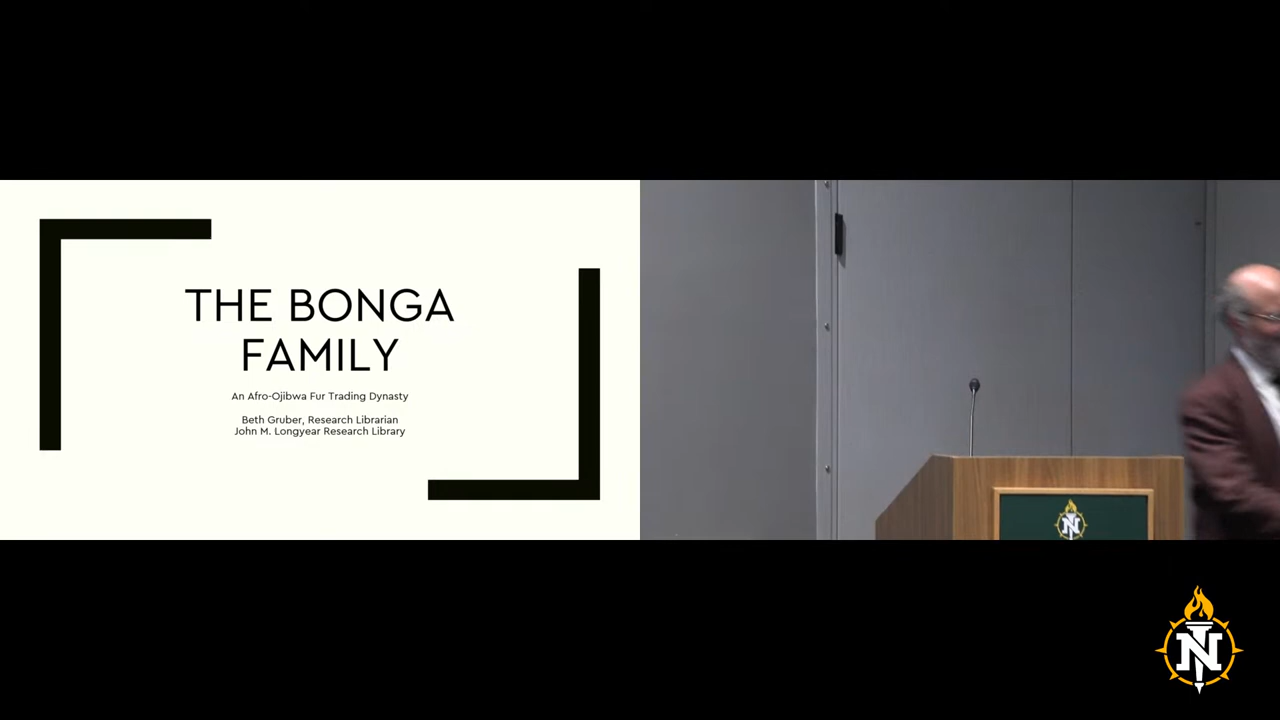 THE BONGA
FAMILY
An Afro-Ojibwa Fur Trading Dynasty
Beth Gruber, Research Librarian
John M. Longyear Research Library
N
N